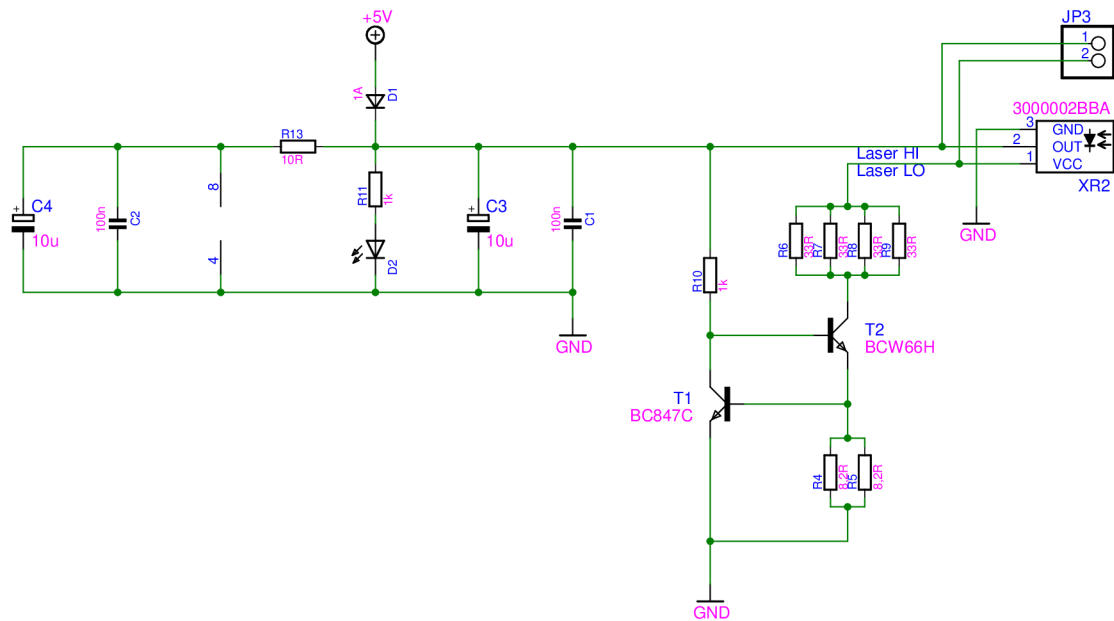 +5V
JP3
1
2
1A
D1
3000002BBA
3
GND
2
OUT
1
VCC
XR2
R13
10R
Laser HI
Laser LO
8
4
+
C4
10u
100n
C2
R11
1k
D2
+
C3
10u
100n
C1
GND
GND
R6
33R
R7
33R
R8
33R
R9
33R
R10
1k
T2
BCW66H
T1
BC847C
R4
8,2R
R5
8,2R
GND